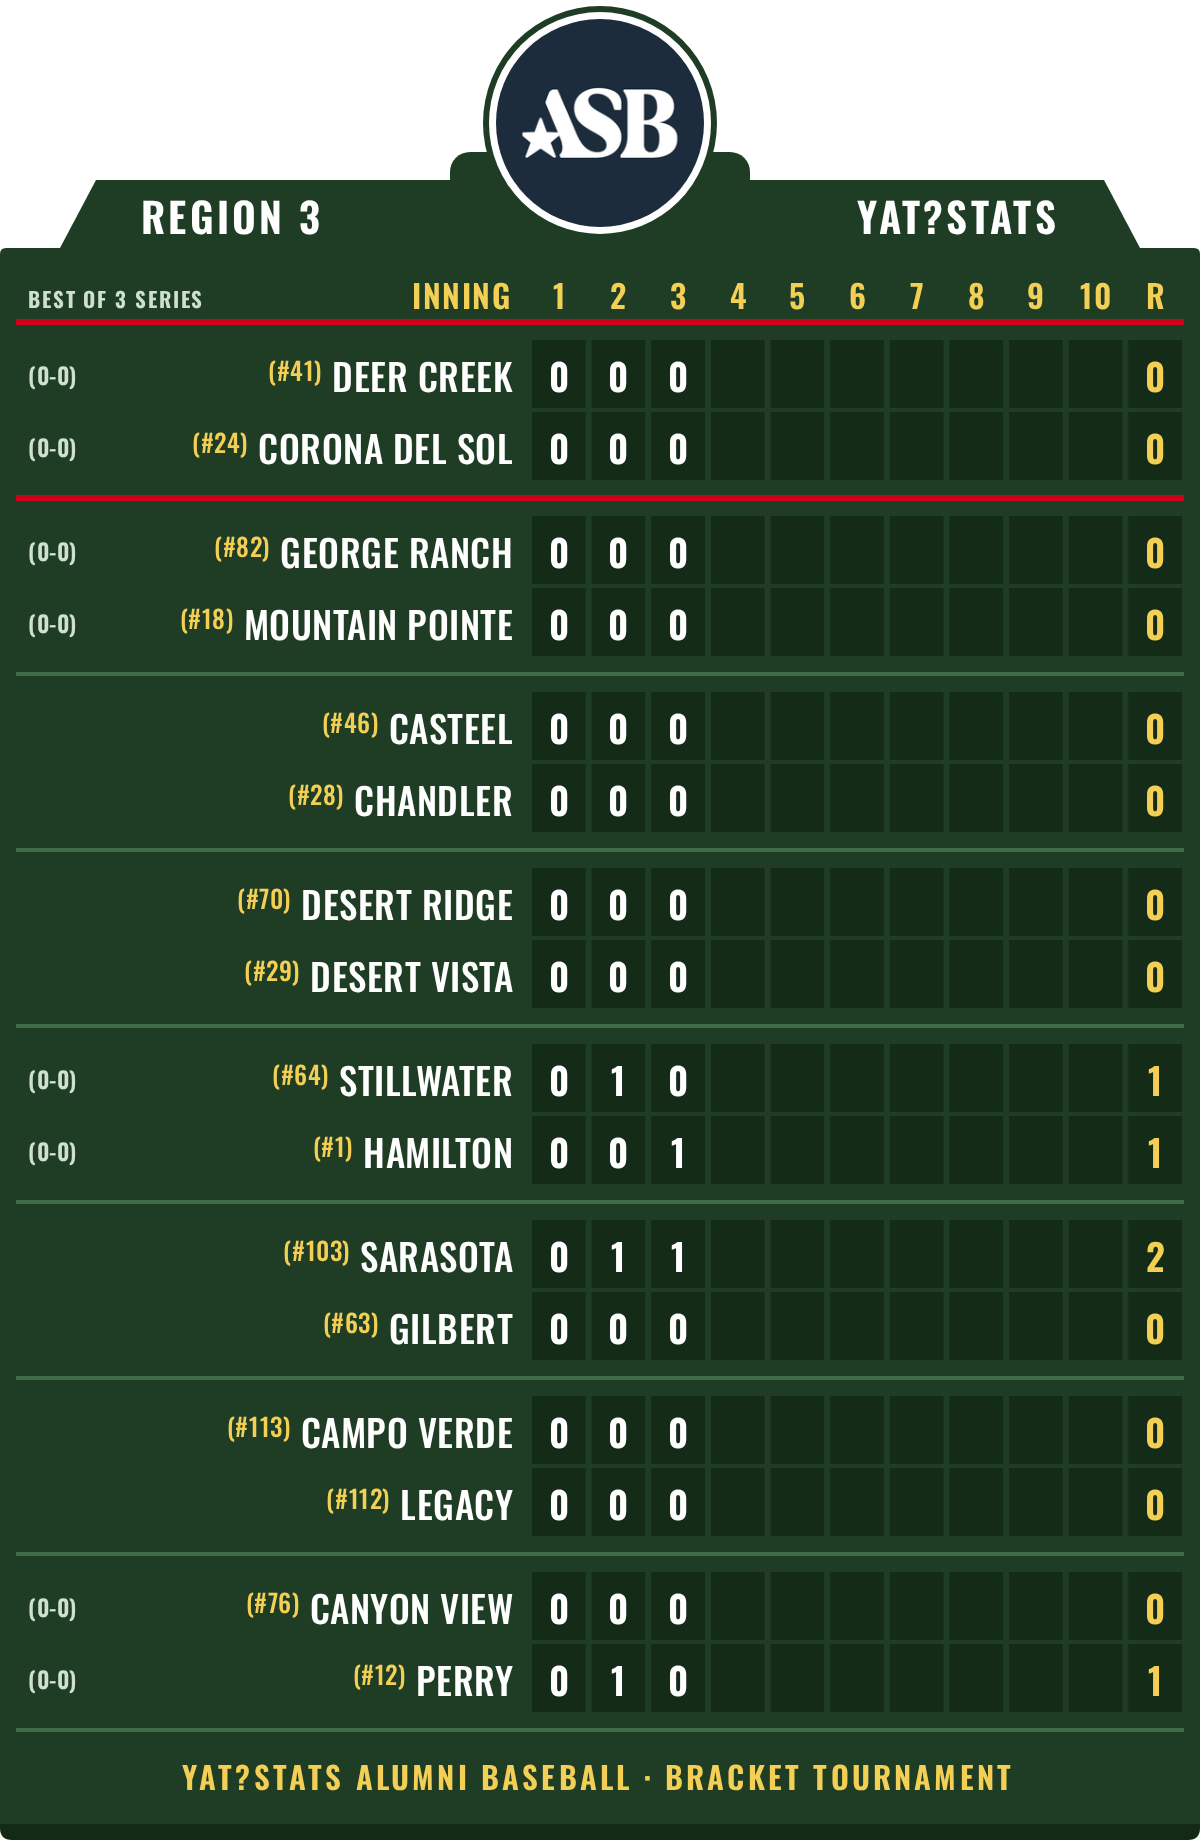 ASB
REGION 3 YAT?STATS
BEST OF 3 SERIES INNING 1 2 3 4 5 6 7 8 9 10 R
(0-0) (#41) DEER CREEK 0 0 0 0
(0-0) (#24) CORONA DEL SOL 0 0 0 0
(0-0) (#82) GEORGE RANCH 0 0 0 0
(0-0) (#18) MOUNTAIN POINTE 0 0 0 0
(#46) CASTEEL 0 0 0 0
(#28) CHANDLER 0 0 0 0
(#70) DESERT RIDGE 0 0 0 0
(#29) DESERT VISTA 0 0 0 0
(0-0) (#64) STILLWATER 0 1 0 1
(0-0) (#1) HAMILTON 0 0 1 1
(#103) SARASOTA 0 1 1 2
(#63) GILBERT 0 0 0 0
(#113) CAMPO VERDE 0 0 0 0
(#112) LEGACY 0 0 0 0
(0-0) (#76) CANYON VIEW 0 0 0 0
(0-0) (#12) PERRY 0 1 0 1
YAT?STATS ALUMNI BASEBALL · BRACKET TOURNAMENT